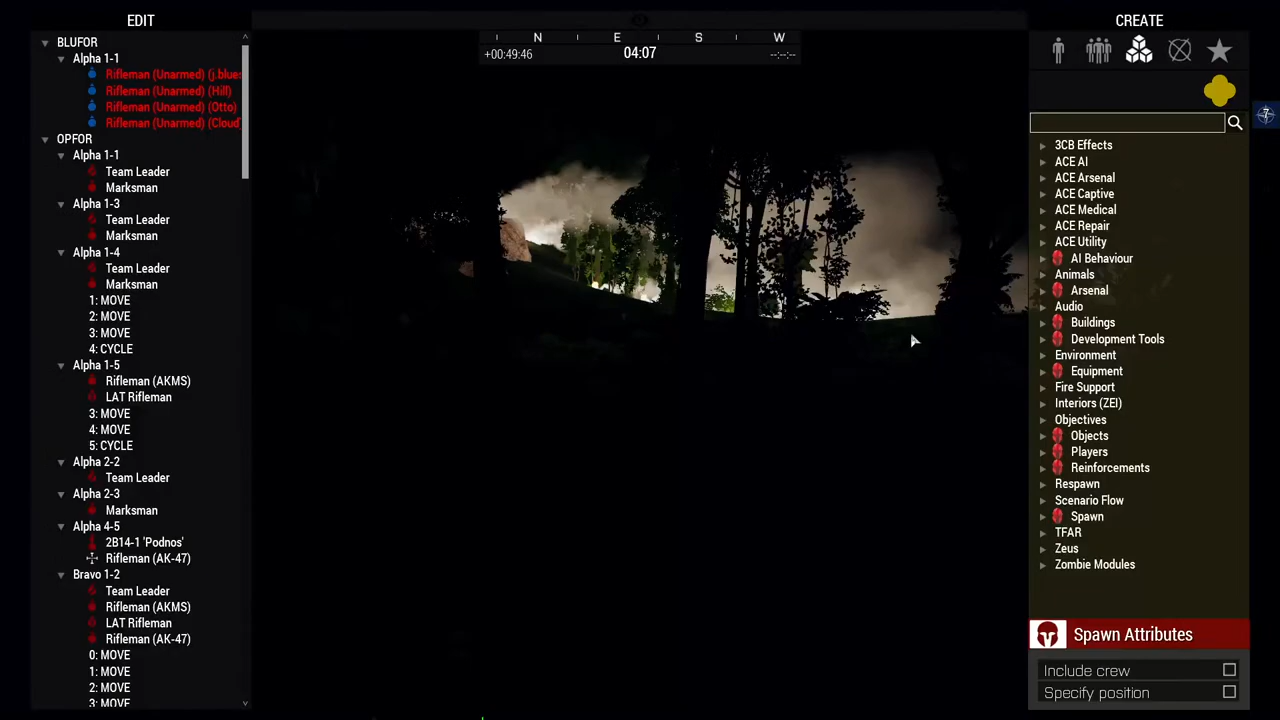 EDIT
BLUFOR
Alpha 1-1
Rifleman (Unarmed) (j.blues
Rifleman (Unarmed) (Hill)
Rifleman (Unarmed) (Otto)
Rifleman (Unarmed) (Cloud)
OPFOR
Alpha 1-1
Team Leader
Marksman
Alpha 1-3
Team Leader
Marksman
Alpha 1-4
Team Leader
Marksman
1: MOVE
2: MOVE
3: MOVE
4: CYCLE
Alpha 1-5
Rifleman (AKMS)
LAT Rifleman
3: MOVE
4: MOVE
5: CYCLE
Alpha 2-2
Team Leader
Alpha 2-3
Marksman
Alpha 4-5
2B14-1 'Podnos'
Rifleman (AK-47)
Bravo 1-2
Team Leader
Rifleman (AKMS)
LAT Rifleman
Rifleman (AK-47)
0: MOVE
1: MOVE
2: MOVE
3: MOVE
N E S W
+00:49:46 04:07 --:--:--
CREATE
3CB Effects
ACE AI
ACE Arsenal
ACE Captive
ACE Medical
ACE Repair
ACE Utility
AI Behaviour
Animals
Arsenal
Audio
Buildings
Development Tools
Environment
Equipment
Fire Support
Interiors (ZEI)
Objectives
Objects
Players
Reinforcements
Respawn
Scenario Flow
Spawn
TFAR
Zeus
Zombie Modules
Spawn Attributes
Include crew
Specify position